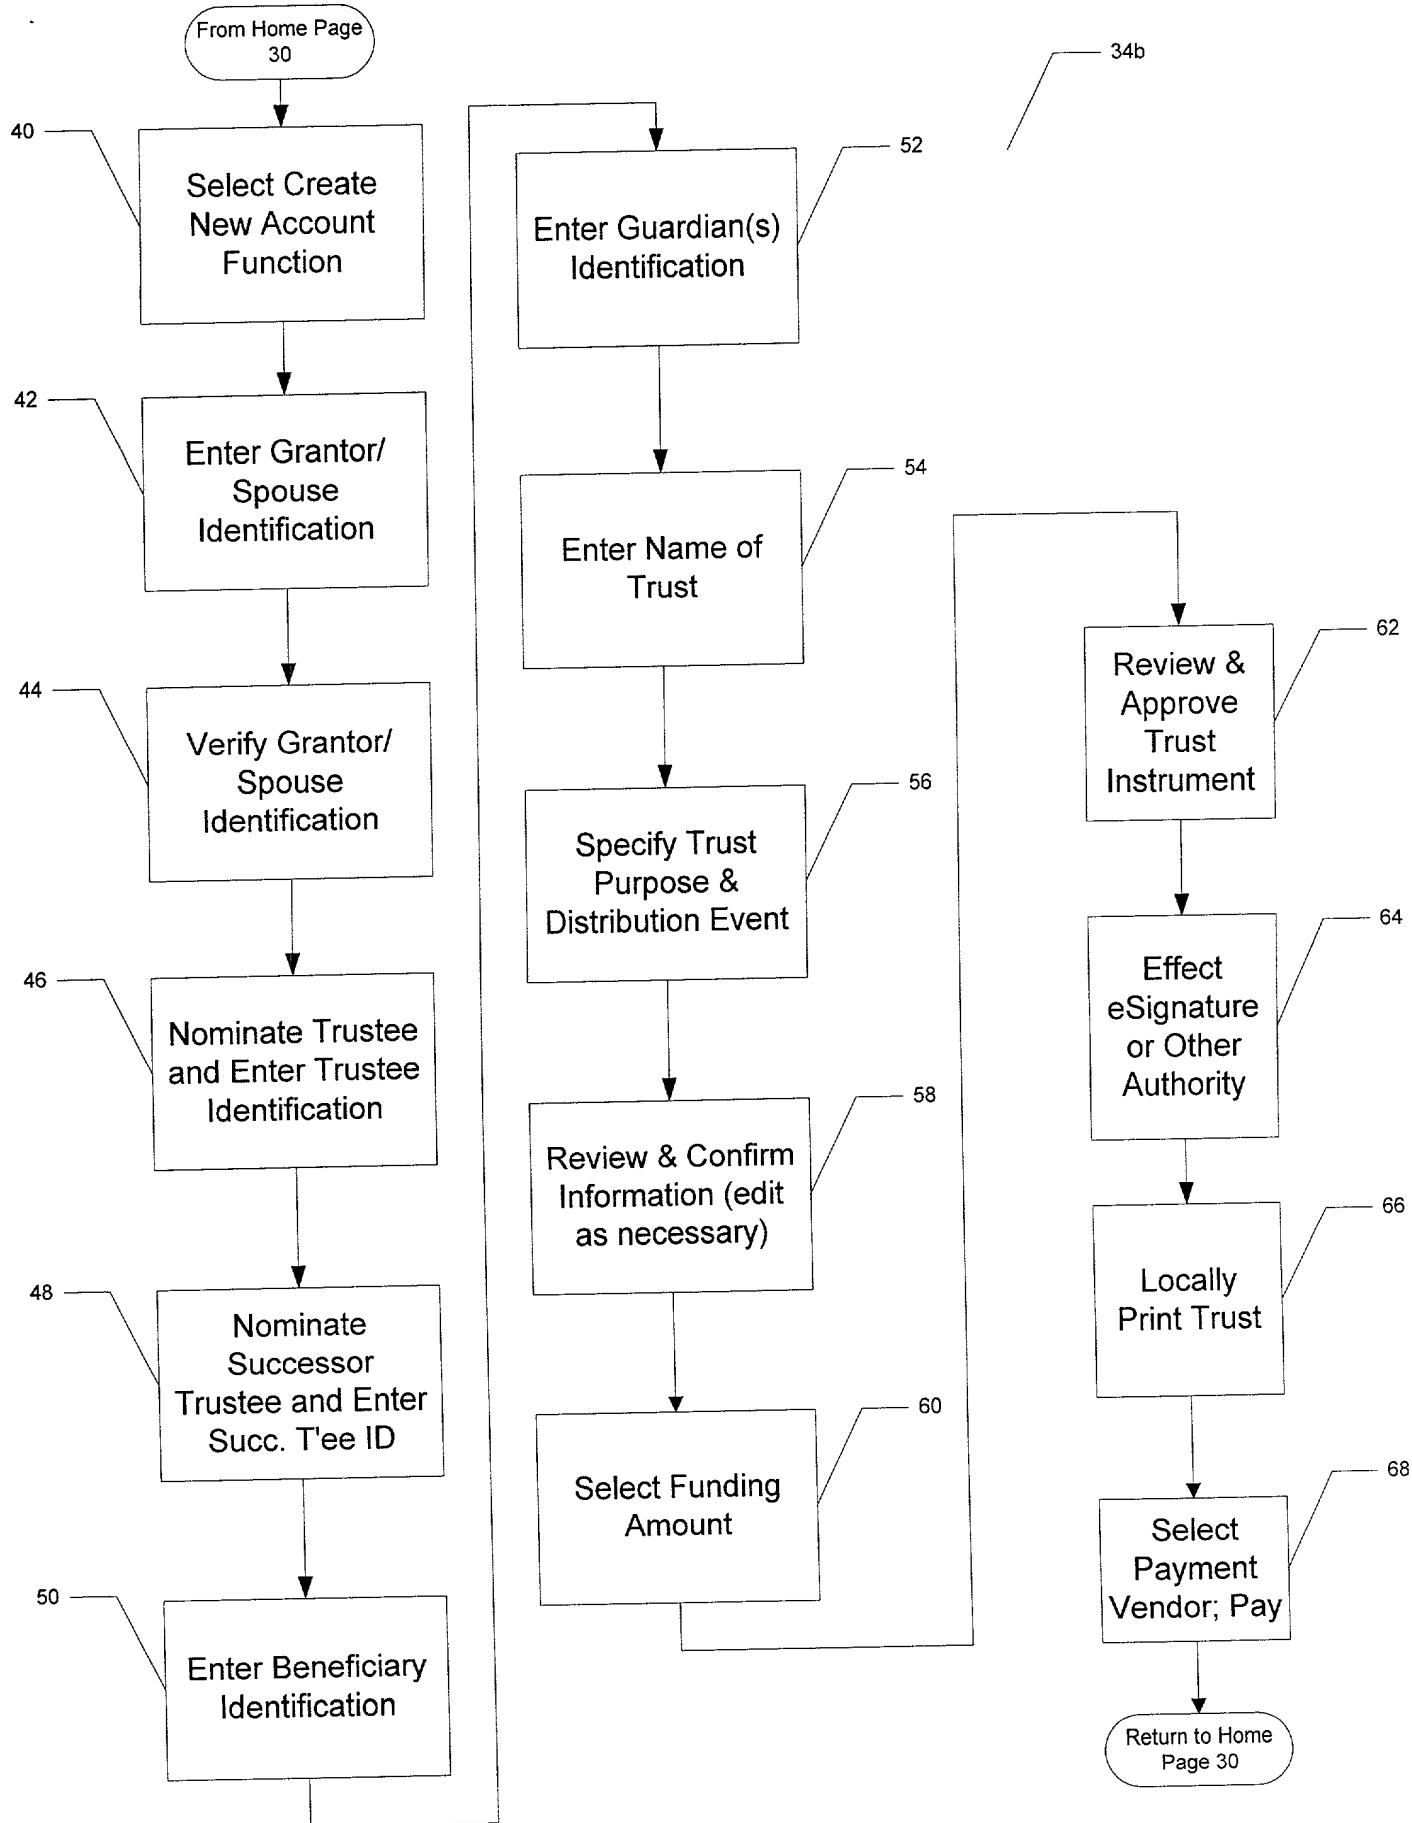 From Home Page
30
34b
40
Select Create
New Account
Function
42
Enter Grantor/
Spouse
Identification
44
Verify Grantor/
Spouse
Identification
46
Nominate Trustee
and Enter Trustee
Identification
48
Nominate
Successor
Trustee and Enter
Succ. T'ee ID
50
Enter Beneficiary
Identification
52
Enter Guardian(s)
Identification
54
Enter Name of
Trust
56
Specify Trust
Purpose &
Distribution Event
58
Review & Confirm
Information (edit
as necessary)
60
Select Funding
Amount
62
Review &
Approve
Trust
Instrument
64
Effect
eSignature
or Other
Authority
66
Locally
Print Trust
68
Select
Payment
Vendor; Pay
Return to Home
Page 30